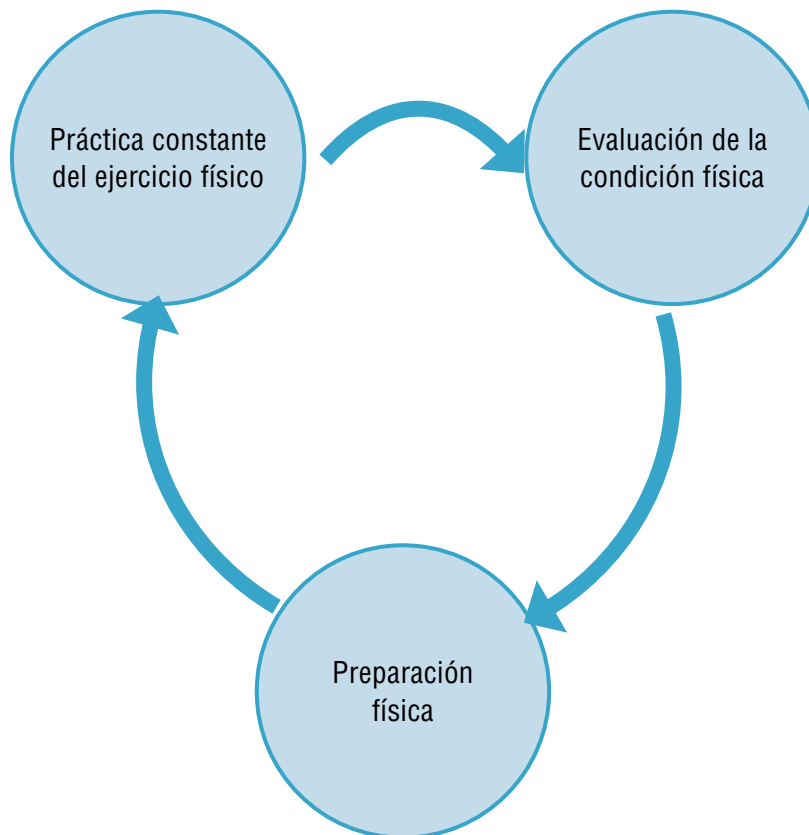 Práctica constante
del ejercicio físico
Evaluación de la
condición física
Preparación
física